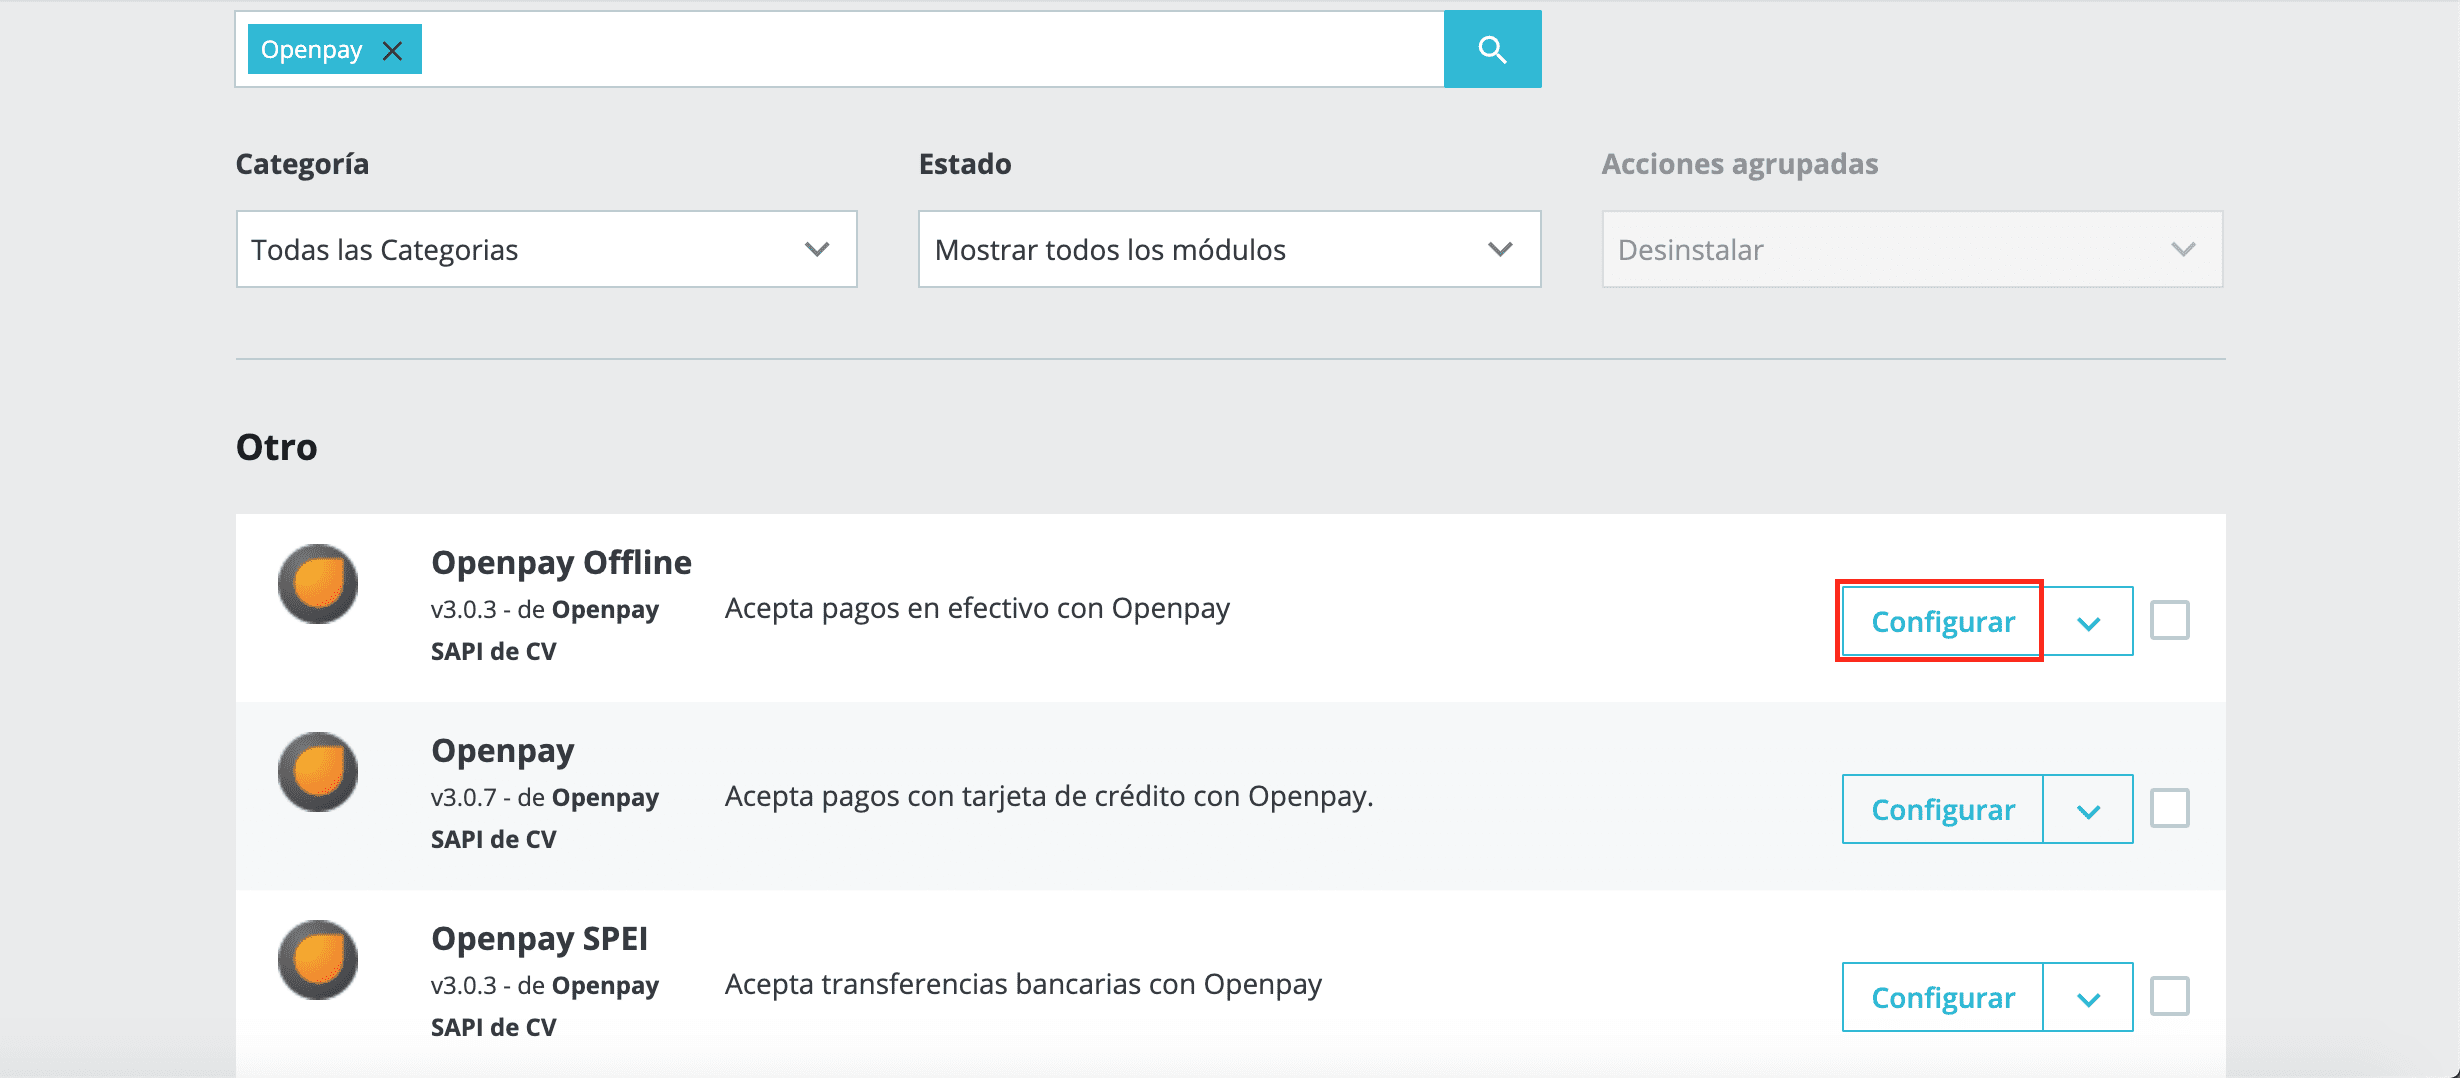 Openpay
Categoría
Estado
Acciones agrupadas
Todas las Categorias
Mostrar todos los módulos
Desinstalar
Otro
Openpay Offline
v3.0.3 - de Openpay
SAPI de CV
Acepta pagos en efectivo con Openpay
Configurar
Openpay
v3.0.7 - de Openpay
SAPI de CV
Acepta pagos con tarjeta de crédito con Openpay.
Configurar
Openpay SPEI
v3.0.3 - de Openpay
SAPI de CV
Acepta transferencias bancarias con Openpay
Configurar